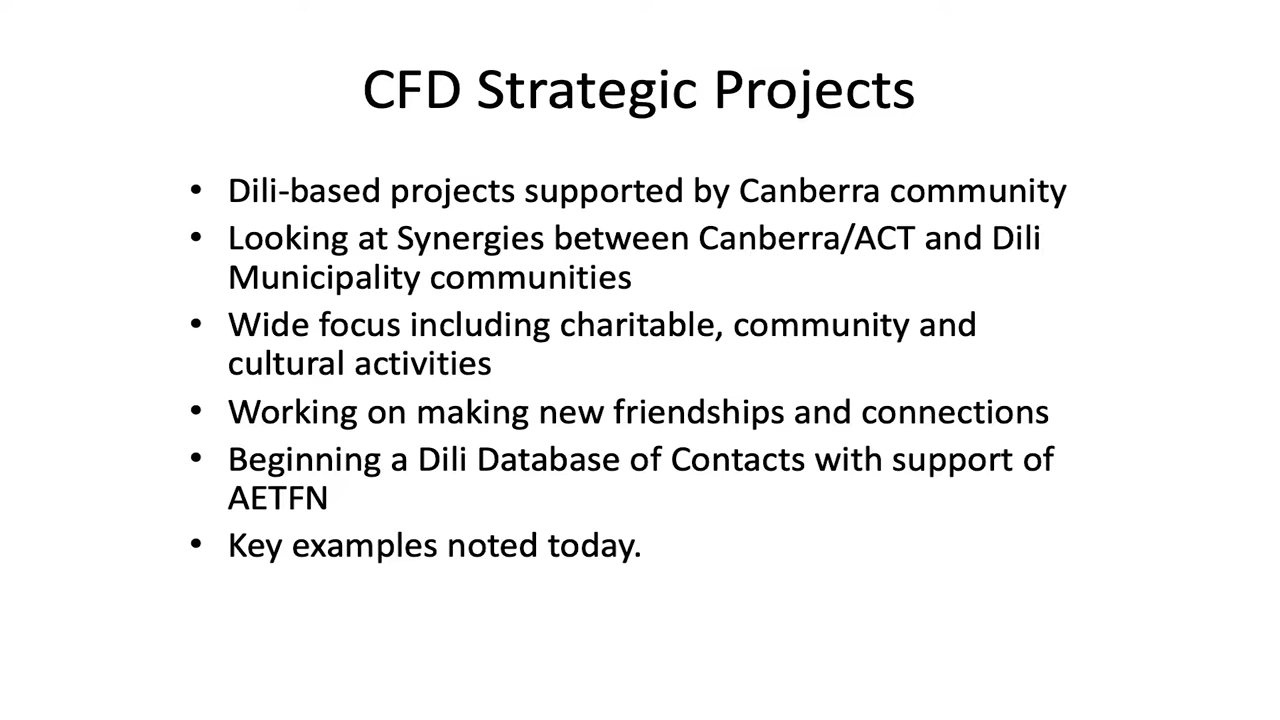 CFD Strategic Projects
• Dili-based projects supported by Canberra community
• Looking at Synergies between Canberra/ACT and Dili
Municipality communities
• Wide focus including charitable, community and
cultural activities
• Working on making new friendships and connections
• Beginning a Dili Database of Contacts with support of
AETFN
• Key examples noted today.